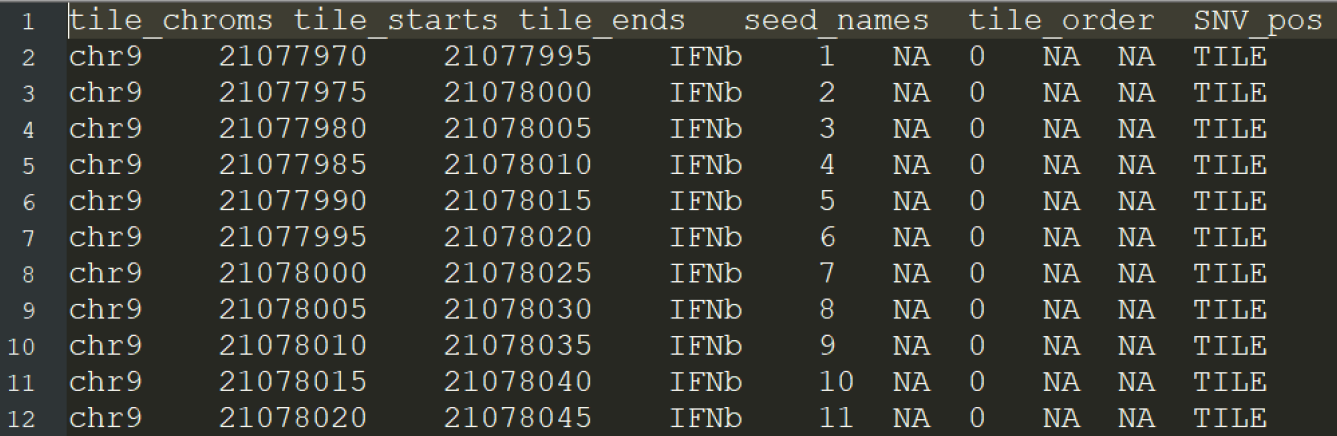 1 tile_chroms tile_starts tile_ends seed_names tile_order SNV_pos
2 chr9 21077970 21077995 IFNb 1 NA 0 NA NA TILE
3 chr9 21077975 21078000 IFNb 2 NA 0 NA NA TILE
4 chr9 21077980 21078005 IFNb 3 NA 0 NA NA TILE
5 chr9 21077985 21078010 IFNb 4 NA 0 NA NA TILE
6 chr9 21077990 21078015 IFNb 5 NA 0 NA NA TILE
7 chr9 21077995 21078020 IFNb 6 NA 0 NA NA TILE
8 chr9 21078000 21078025 IFNb 7 NA 0 NA NA TILE
9 chr9 21078005 21078030 IFNb 8 NA 0 NA NA TILE
10 chr9 21078010 21078035 IFNb 9 NA 0 NA NA TILE
11 chr9 21078015 21078040 IFNb 10 NA 0 NA NA TILE
12 chr9 21078020 21078045 IFNb 11 NA 0 NA NA TILE